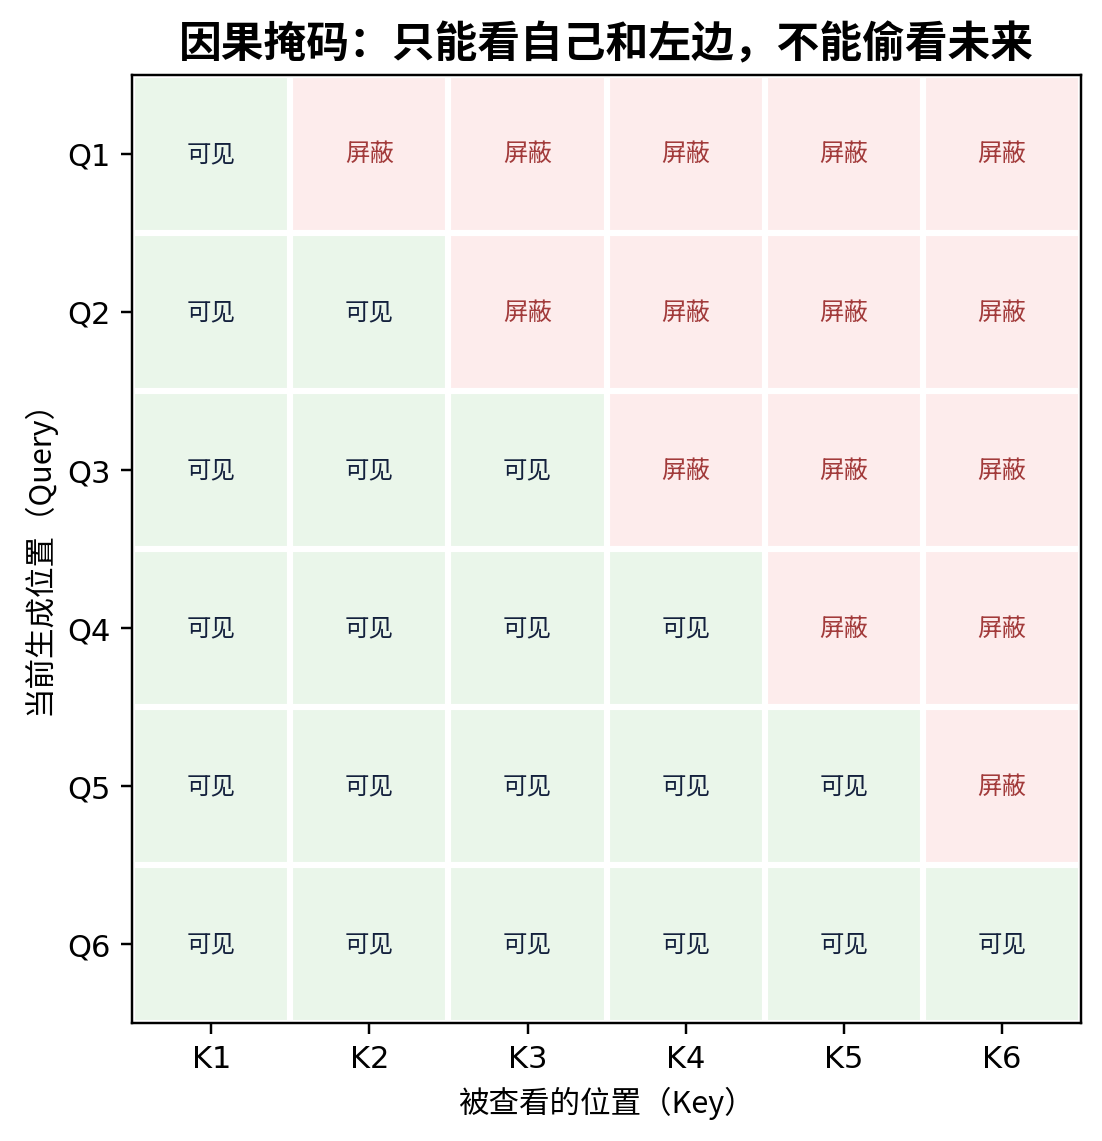 因果掩码：只能看自己和左边，不能偷看未来
当前生成位置（Query）
Q1 可见 屏蔽 屏蔽 屏蔽 屏蔽 屏蔽
Q2 可见 可见 屏蔽 屏蔽 屏蔽 屏蔽
Q3 可见 可见 可见 屏蔽 屏蔽 屏蔽
Q4 可见 可见 可见 可见 屏蔽 屏蔽
Q5 可见 可见 可见 可见 可见 屏蔽
Q6 可见 可见 可见 可见 可见 可见
K1 K2 K3 K4 K5 K6
被查看的位置（Key）